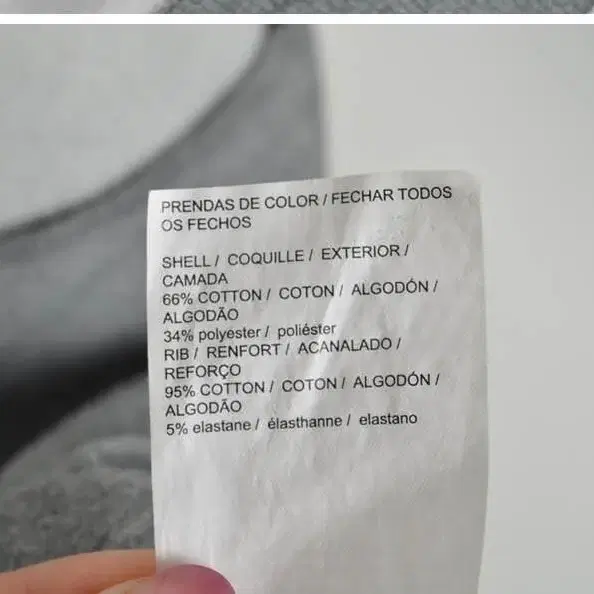 PRENDAS DE COLOR / FECHAR TODOS
OS FECHOS
SHELL / COQUILLE / EXTERIOR /
CAMADA
66% COTTON / COTON / ALGODÓN /
ALGODÃO
34% polyester / poliéster
RIB / RENFORT / ACANALADO /
REFORÇO
95% COTTON / COTON / ALGODÓN /
ALGODÃO
5% elastane / élasthanne / elastano